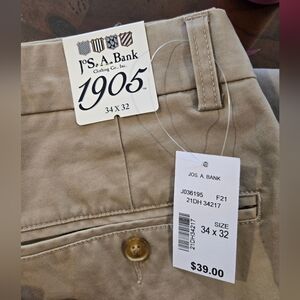 JoS. A. Bank
Clothing Co., Inc.
1905
34 X 32
JOS. A. BANK
J036195 F21
21DH 34217
SIZE
34 x 32
21DH34217
$39.00